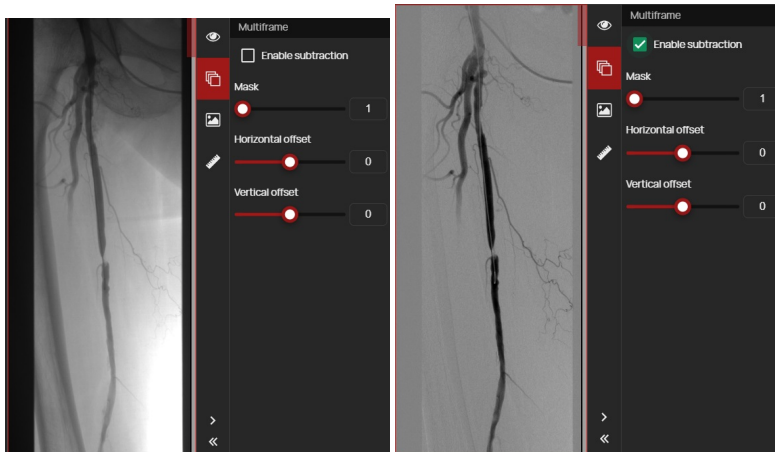 Multiframe
Enable subtraction
Mask
1
Horizontal offset
0
Vertical offset
0
Multiframe
Enable subtraction
Mask
1
Horizontal offset
0
Vertical offset
0